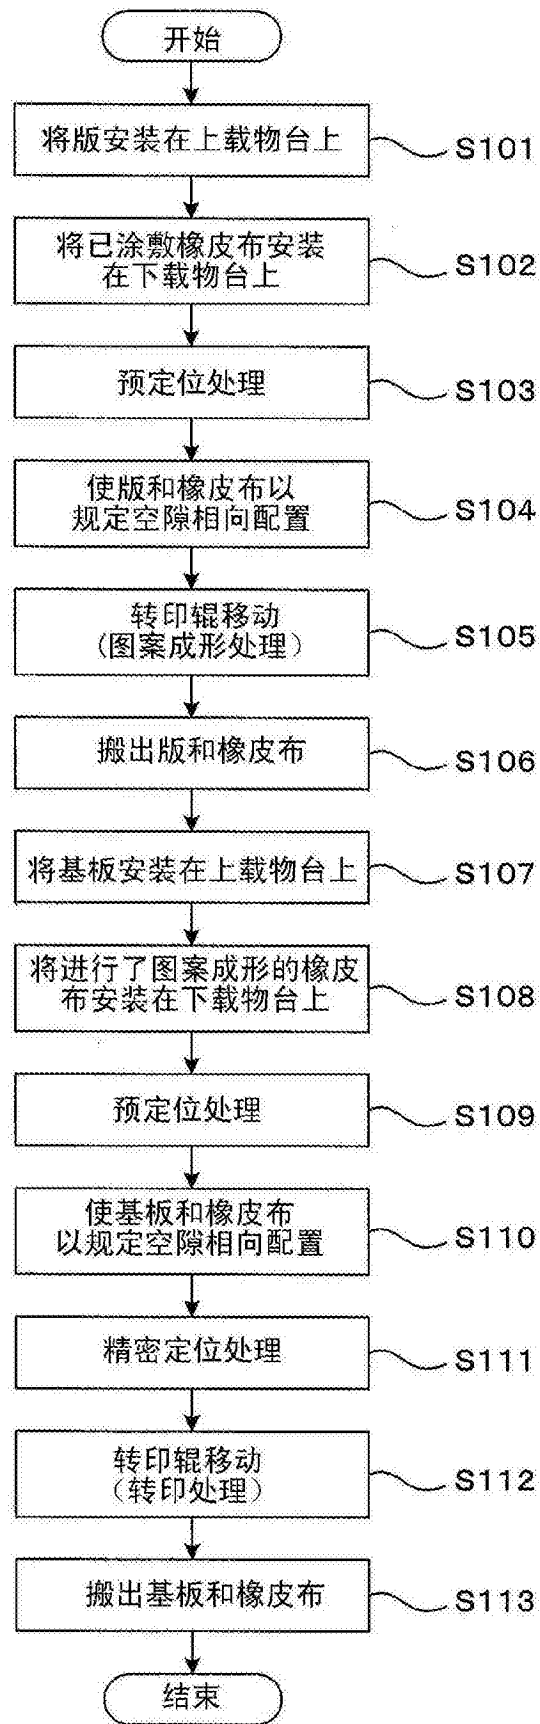 开始
将版安装在上载物台上
S101
将已涂敷橡皮布安装
在下载物台上
S102
预定位处理
S103
使版和橡皮布以
规定空隙相向配置
S104
转印辊移动
(图案成形处理)
S105
搬出版和橡皮布
S106
将基板安装在上载物台上
S107
将进行了图案成形的橡皮
布安装在下载物台上
S108
预定位处理
S109
使基板和橡皮布
以规定空隙相向配置
S110
精密定位处理
S111
转印辊移动
(转印处理)
S112
搬出基板和橡皮布
S113
结束